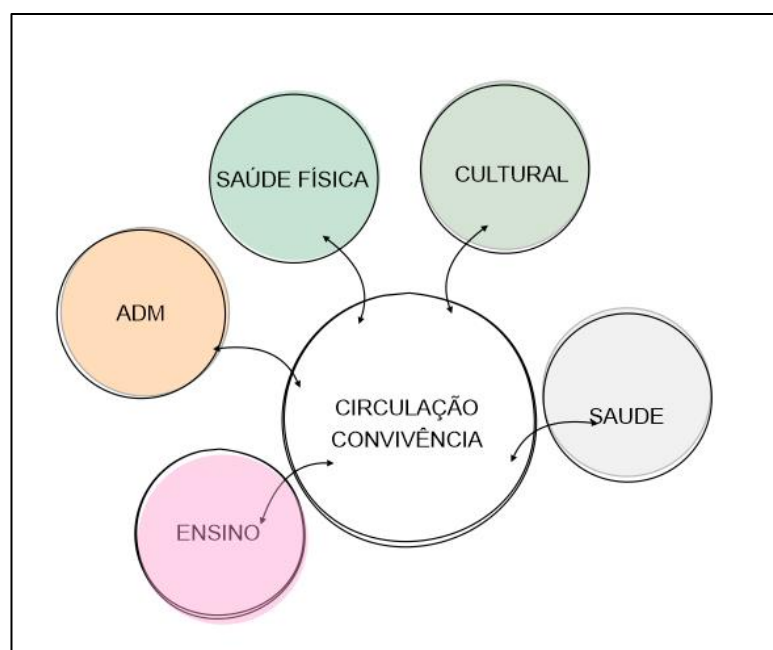 CULTURAL
SAÚDE FÍSICA
ADM
CIRCULAÇÃO
CONVIVÊNCIA
SAUDE
ENSINO